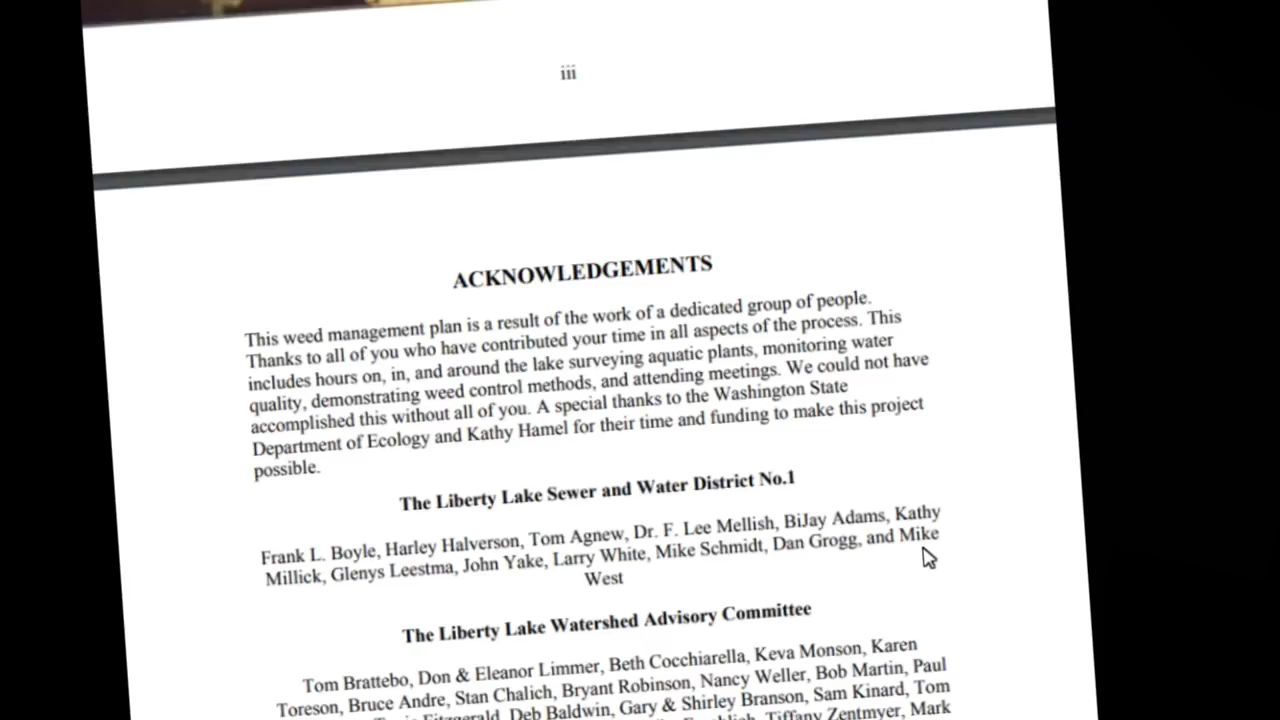 iii
ACKNOWLEDGEMENTS
This weed management plan is a result of the work of a dedicated group of people.
Thanks to all of you who have contributed your time in all aspects of the process. This
includes hours on, in, and around the lake surveying aquatic plants, monitoring water
quality, demonstrating weed control methods, and attending meetings. We could not have
accomplished this without all of you. A special thanks to the Washington State
Department of Ecology and Kathy Hamel for their time and funding to make this project
possible.
The Liberty Lake Sewer and Water District No.1
Frank L. Boyle, Harley Halverson, Tom Agnew, Dr. F. Lee Mellish, BiJay Adams, Kathy
Millick, Glenys Leestma, John Yake, Larry White, Mike Schmidt, Dan Grogg, and Mike
West
The Liberty Lake Watershed Advisory Committee
Tom Brattebo, Don & Eleanor Limmer, Beth Cocchiarella, Keva Monson, Karen
Toreson, Bruce Andre, Stan Chalich, Bryant Robinson, Nancy Weller, Bob Martin, Paul
Fitzgerald, Deb Baldwin, Gary & Shirley Branson, Sam Kinard, Tom
Tiffany Zentmyer, Mark